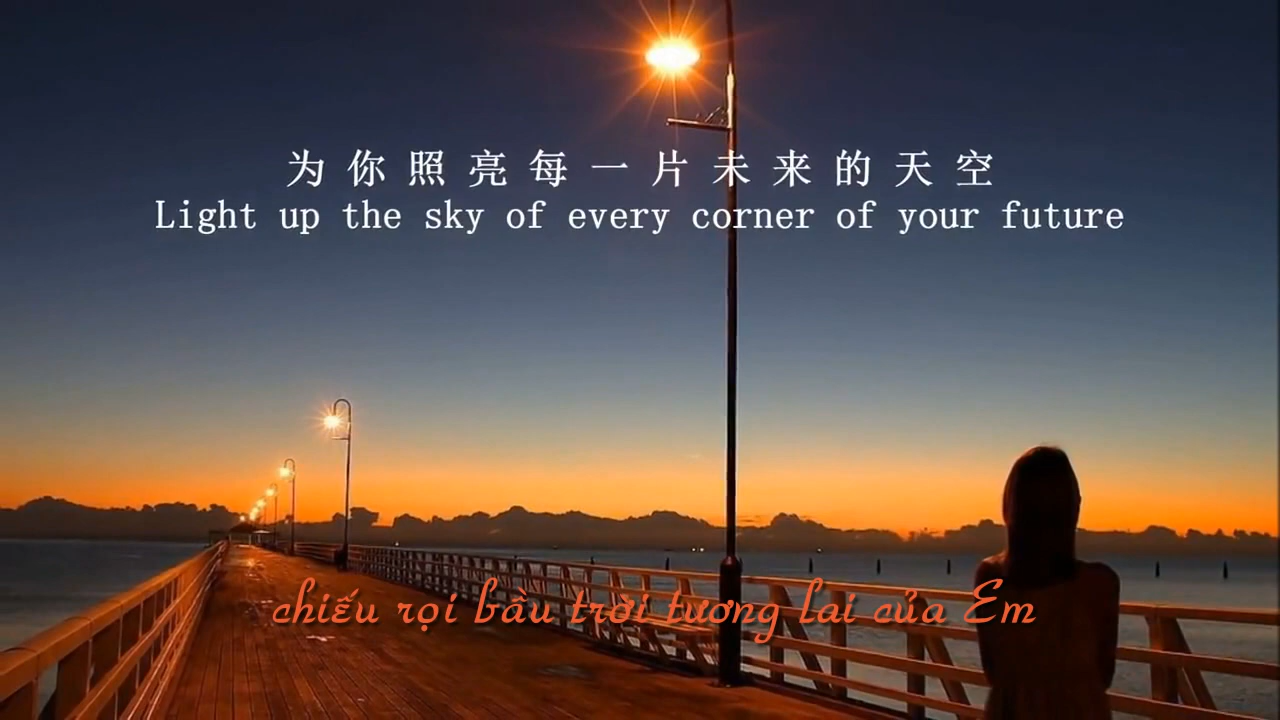 为你照亮每一片未来的天空
Light up the sky of every corner of your future
chiếu rọi bầu trời tương lai của Em